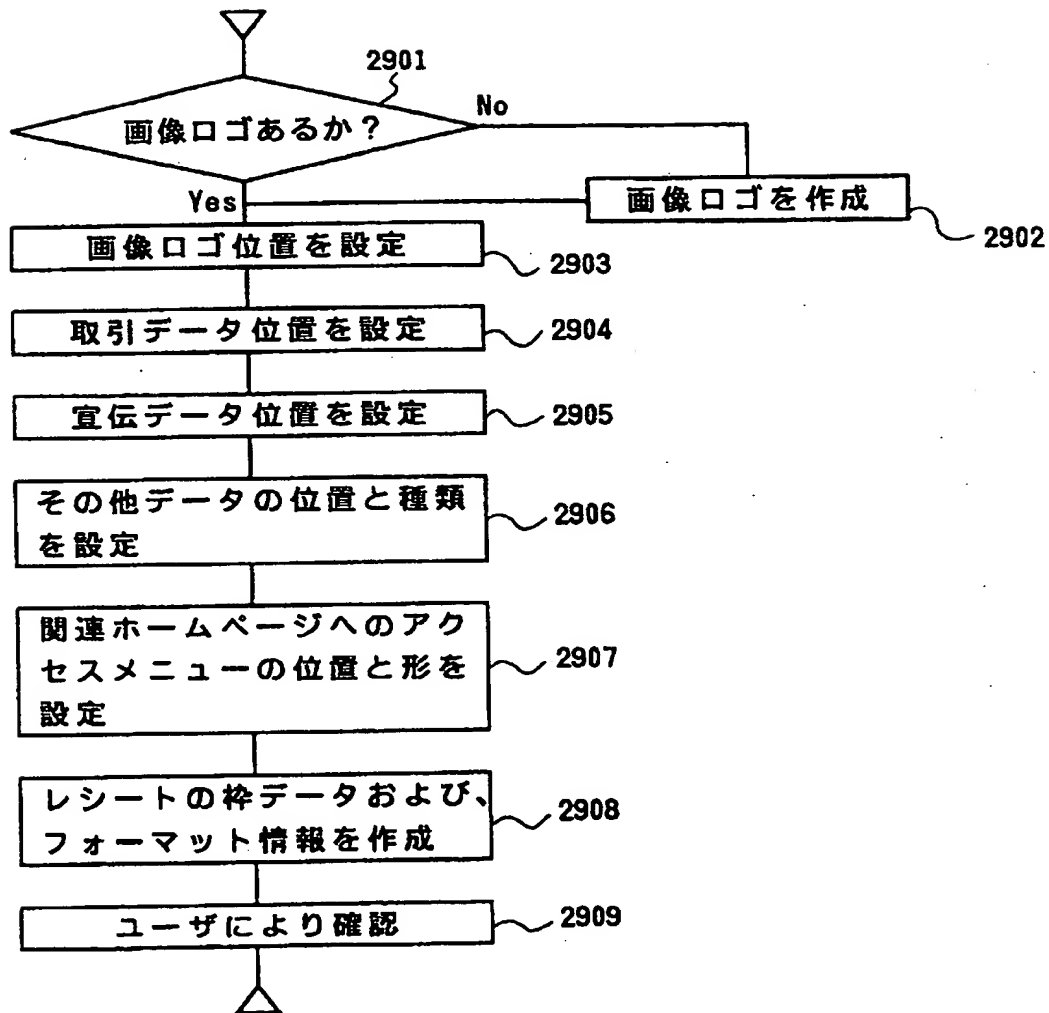 2901
画像ロゴあるか?
No
Yes
画像ロゴを作成
2902
画像ロゴ位置を設定
2903
取引データ位置を設定
2904
宣伝データ位置を設定
2905
その他データの位置と種類
を設定
2906
関連ホームページへのアク
セスメニューの位置と形を
設定
2907
レシートの枠データおよび、
フォーマット情報を作成
2908
ユーザにより確認
2909